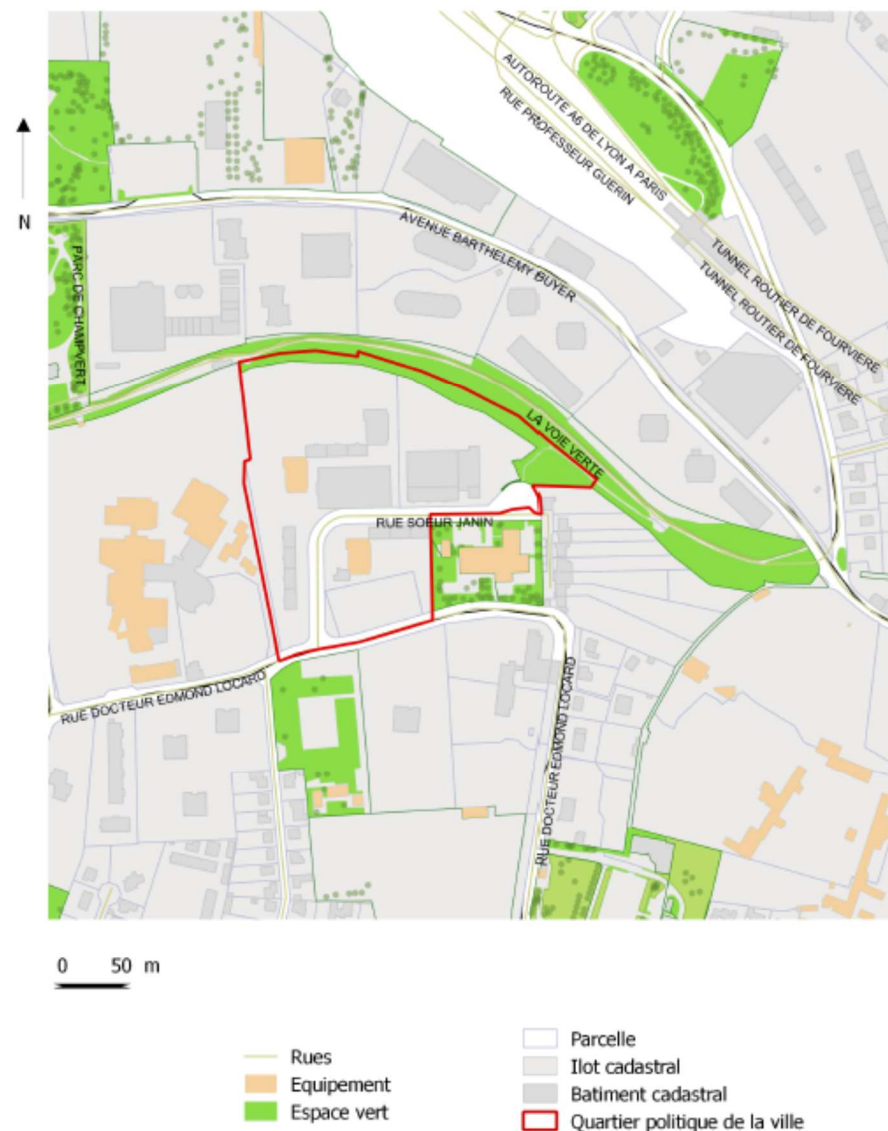 AUTOROUTE A6 DE LYON A PARIS
RUE PROFESSEUR GUERIN
N
AVENUE BARTHELEMY BUYER
PARC DE CHAMPVERT
TUNNEL ROUTIER DE FOURVIERE
TUNNEL ROUTIER DE FOURVIERE
LA VOIE VERTE
RUE SOEUR JANIN
RUE DOCTEUR EDMOND LOCARD
RUE DOCTEUR EDMOND LOCARD
0 50 m
Rues
Equipement
Espace vert
Parcelle
Ilot cadastral
Batiment cadastral
Quartier politique de la ville